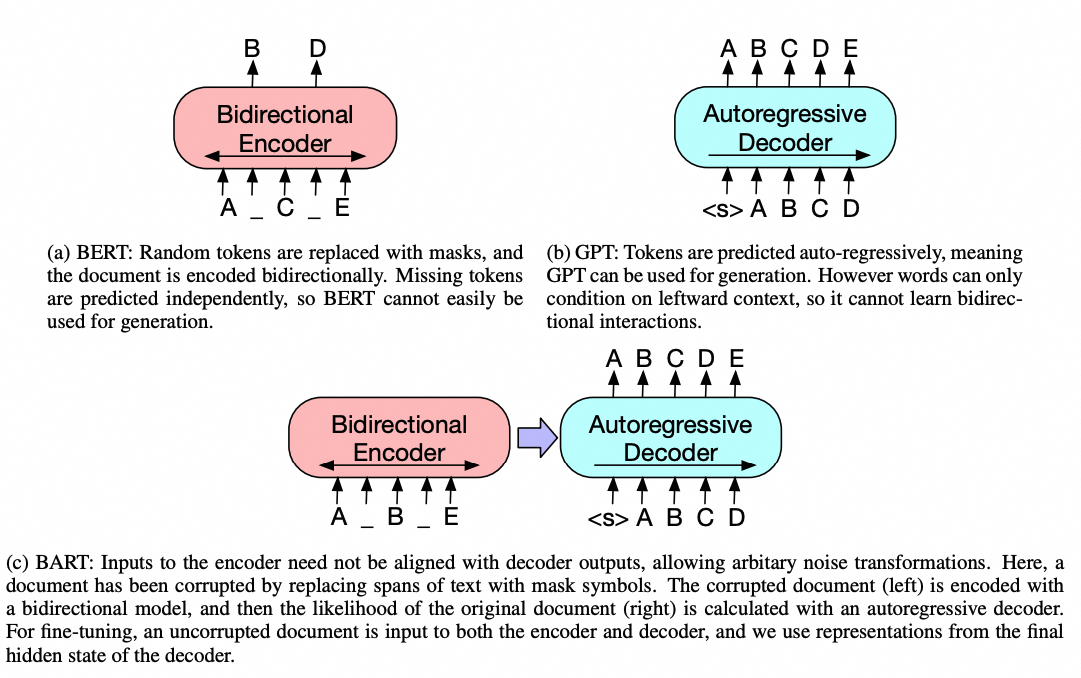 B D
Bidirectional
Encoder
A _ C _ E
(a) BERT: Random tokens are replaced with masks, and
the document is encoded bidirectionally. Missing tokens
are predicted independently, so BERT cannot easily be
used for generation.
A B C D E
Autoregressive
Decoder
<s> A B C D
(b) GPT: Tokens are predicted auto-regressively, meaning
GPT can be used for generation. However words can only
condition on leftward context, so it cannot learn bidirec-
tional interactions.
Bidirectional
Encoder
A _ B _ E
A B C D E
Autoregressive
Decoder
<s> A B C D
(c) BART: Inputs to the encoder need not be aligned with decoder outputs, allowing arbitary noise transformations. Here, a
document has been corrupted by replacing spans of text with mask symbols. The corrupted document (left) is encoded with
a bidirectional model, and then the likelihood of the original document (right) is calculated with an autoregressive decoder.
For fine-tuning, an uncorrupted document is input to both the encoder and decoder, and we use representations from the final
hidden state of the decoder.